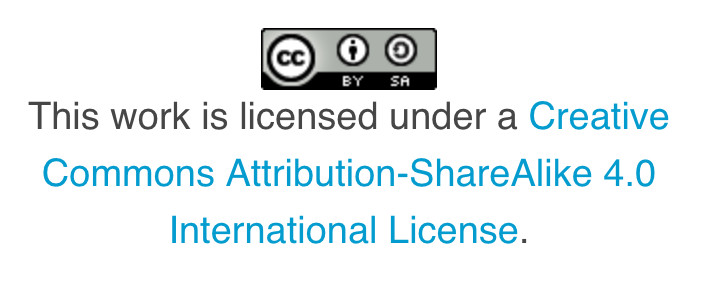 CC BY SA
This work is licensed under a Creative
Commons Attribution-ShareAlike 4.0
International License.